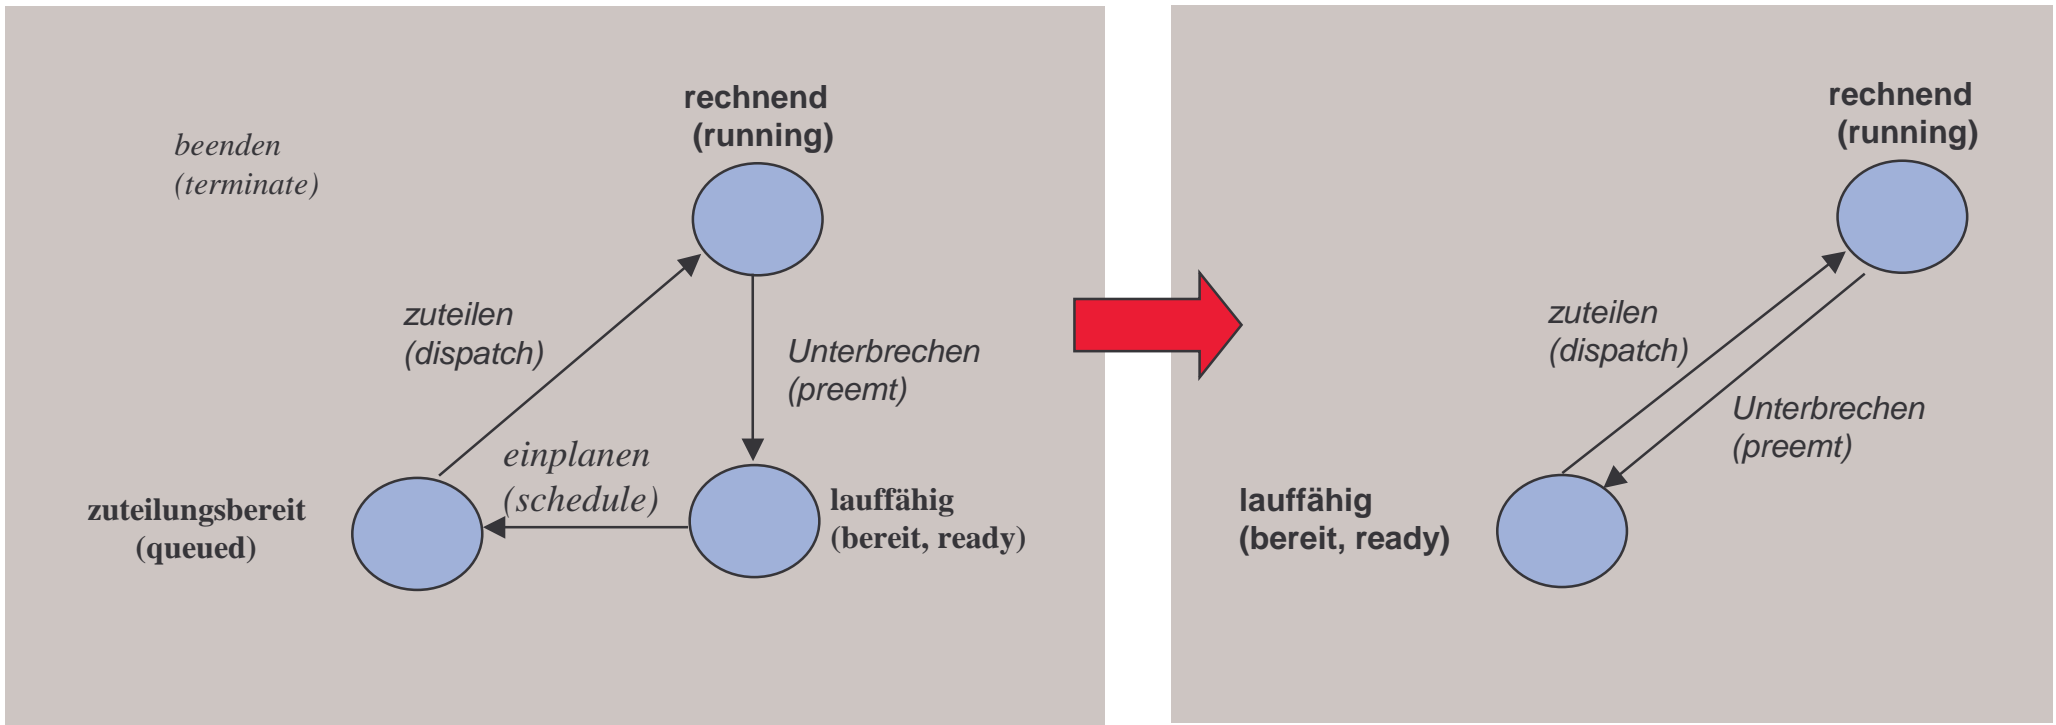 rechnend
(running)
beenden
(terminate)
zuteilen
(dispatch)
Unterbrechen
(preemt)
einplanen
(schedule)
zuteilungsbereit
(queued)
lauffähig
(bereit, ready)
rechnend
(running)
zuteilen
(dispatch)
Unterbrechen
(preemt)
lauffähig
(bereit, ready)